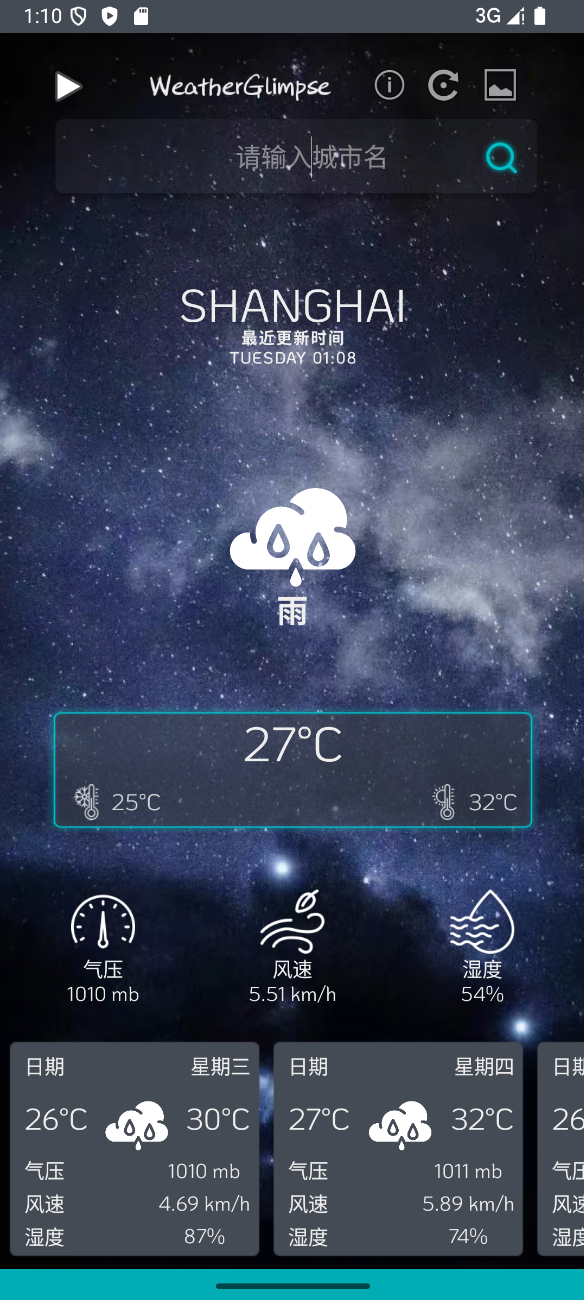 1:10
3G
WeatherGlimpse
请输入城市名
SHANGHAI
最近更新时间
TUESDAY 01:08
雨
27°C
25°C
32°C
气压
风速
湿度
1010 mb
5.51 km/h
54%
日期 星期三
26°C 30°C
气压 1010 mb
风速 4.69 km/h
湿度 87%
日期 星期四
27°C 32°C
气压 1011 mb
风速 5.89 km/h
湿度 74%
日
26
气
风
湿度